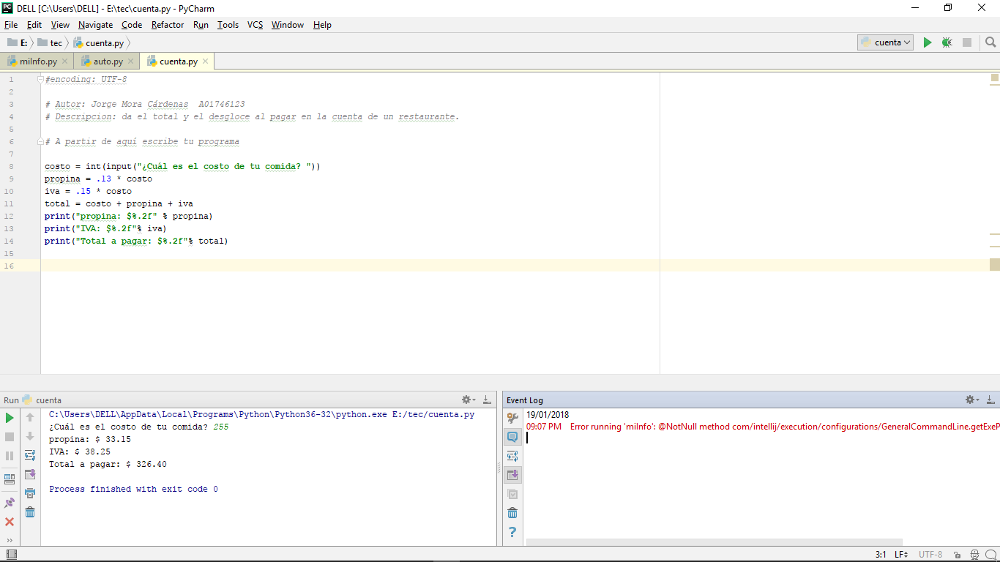 DELL [C:\Users\DELL] - E:\tec\cuenta.py - PyCharm
File Edit View Navigate Code Refactor Run Tools VCS Window Help
E: tec cuenta.py cuenta
miInfo.py auto.py cuenta.py
1 #encoding: UTF-8
2
3 # Autor: Jorge Mora Cárdenas  A01746123
4 # Descripcion: da el total y el desgloce al pagar en la cuenta de un restaurante.
5
6 # A partir de aquí escribe tu programa
7
8 costo = int(input("¿Cuál es el costo de tu comida? "))
9 propina = .13 * costo
10 iva = .15 * costo
11 total = costo + propina + iva
12 print("propina: $%.2f" % propina)
13 print("IVA: $%.2f"% iva)
14 print("Total a pagar: $%.2f"% total)
15
16
Run cuenta
C:\Users\DELL\AppData\Local\Programs\Python\Python36-32\python.exe E:/tec/cuenta.py
¿Cuál es el costo de tu comida? 255
propina: $ 33.15
IVA: $ 38.25
Total a pagar: $ 326.40
Process finished with exit code 0
Event Log
19/01/2018
09:07 PM Error running 'miInfo': @NotNull method com/intellij/execution/configurations/GeneralCommandLine.getExeP
3:1 LF UTF-8